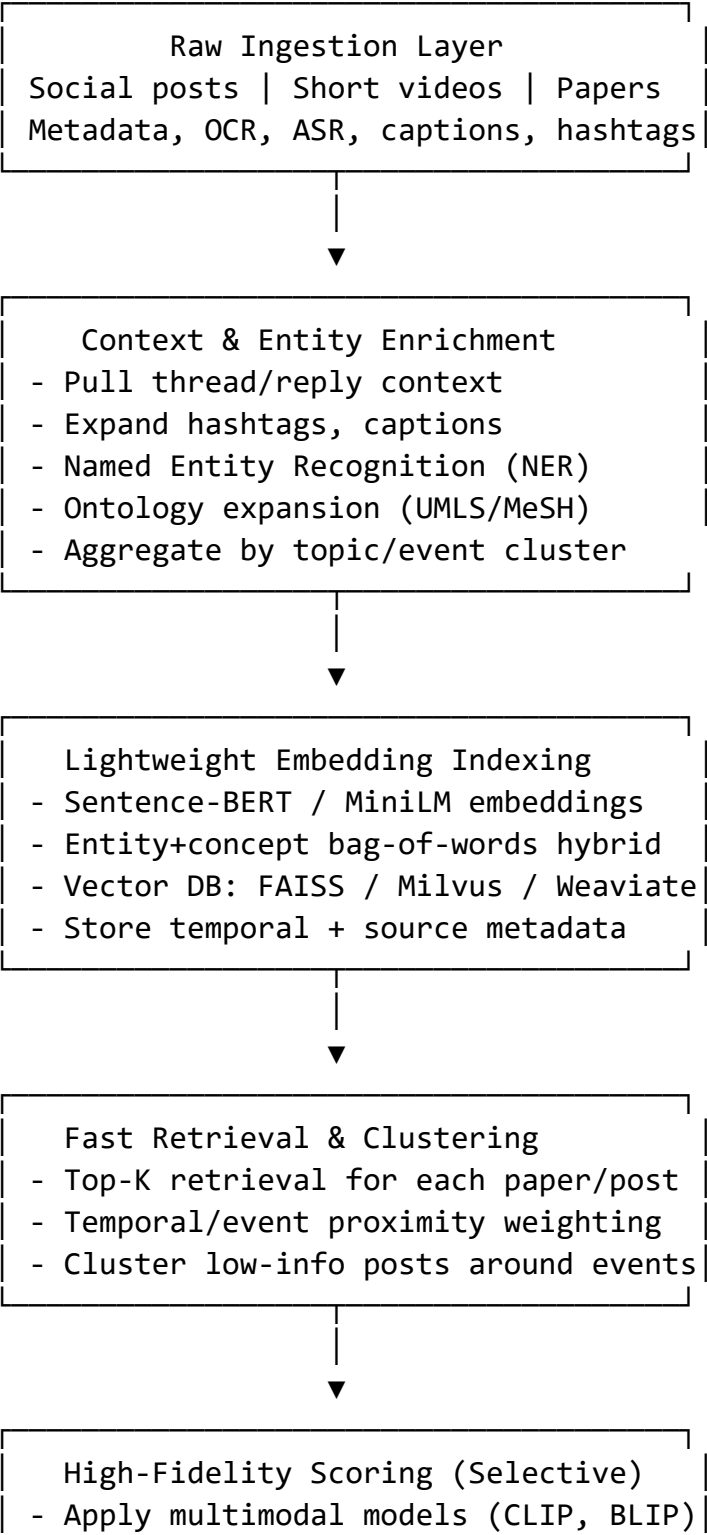 Raw Ingestion Layer
Social posts | Short videos | Papers
Metadata, OCR, ASR, captions, hashtags
Context & Entity Enrichment
- Pull thread/reply context
- Expand hashtags, captions
- Named Entity Recognition (NER)
- Ontology expansion (UMLS/MeSH)
- Aggregate by topic/event cluster
Lightweight Embedding Indexing
- Sentence-BERT / MiniLM embeddings
- Entity+concept bag-of-words hybrid
- Vector DB: FAISS / Milvus / Weaviate
- Store temporal + source metadata
Fast Retrieval & Clustering
- Top-K retrieval for each paper/post
- Temporal/event proximity weighting
- Cluster low-info posts around events
High-Fidelity Scoring (Selective)
- Apply multimodal models (CLIP, BLIP)